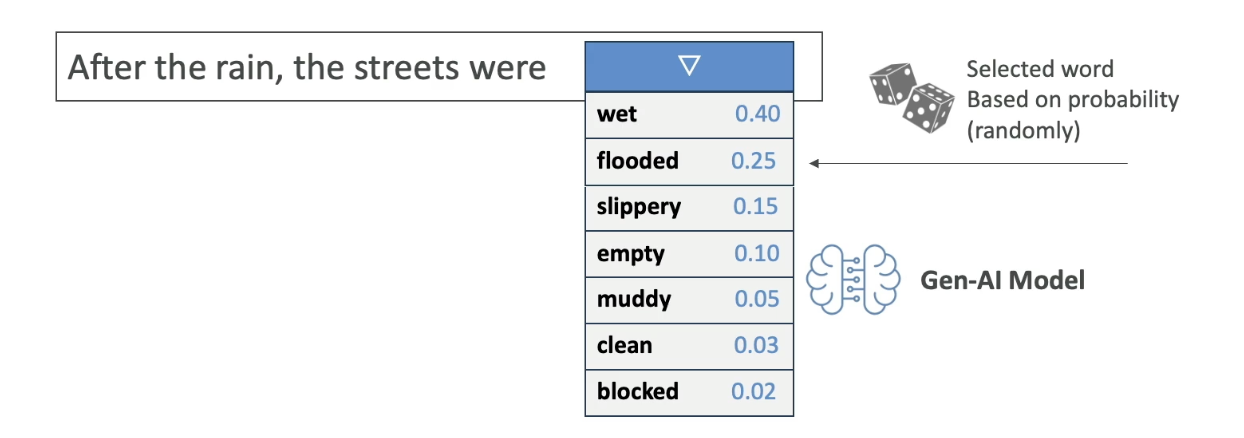 After the rain, the streets were
wet 0.40
flooded 0.25
slippery 0.15
empty 0.10
muddy 0.05
clean 0.03
blocked 0.02
Selected word
Based on probability
(randomly)
Gen-AI Model